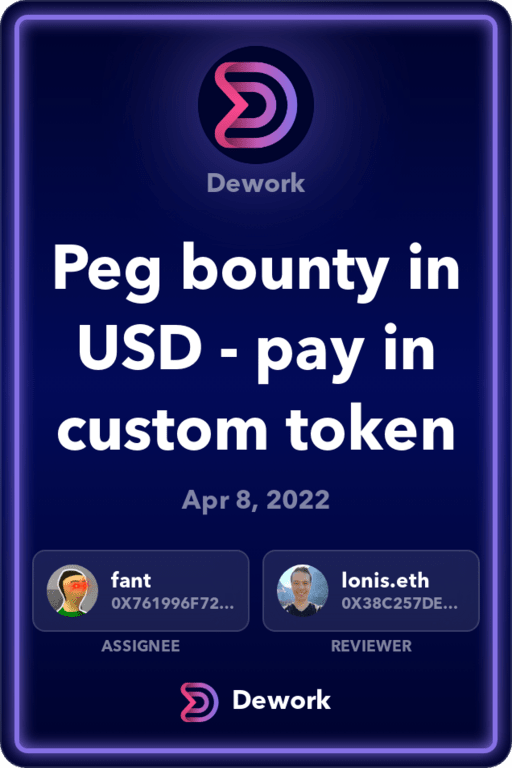 Dework
Peg bounty in
USD - pay in
custom token
Apr 8, 2022
fant
0X761996F72...
ASSIGNEE
lonis.eth
0X38C257DE...
REVIEWER
Dework